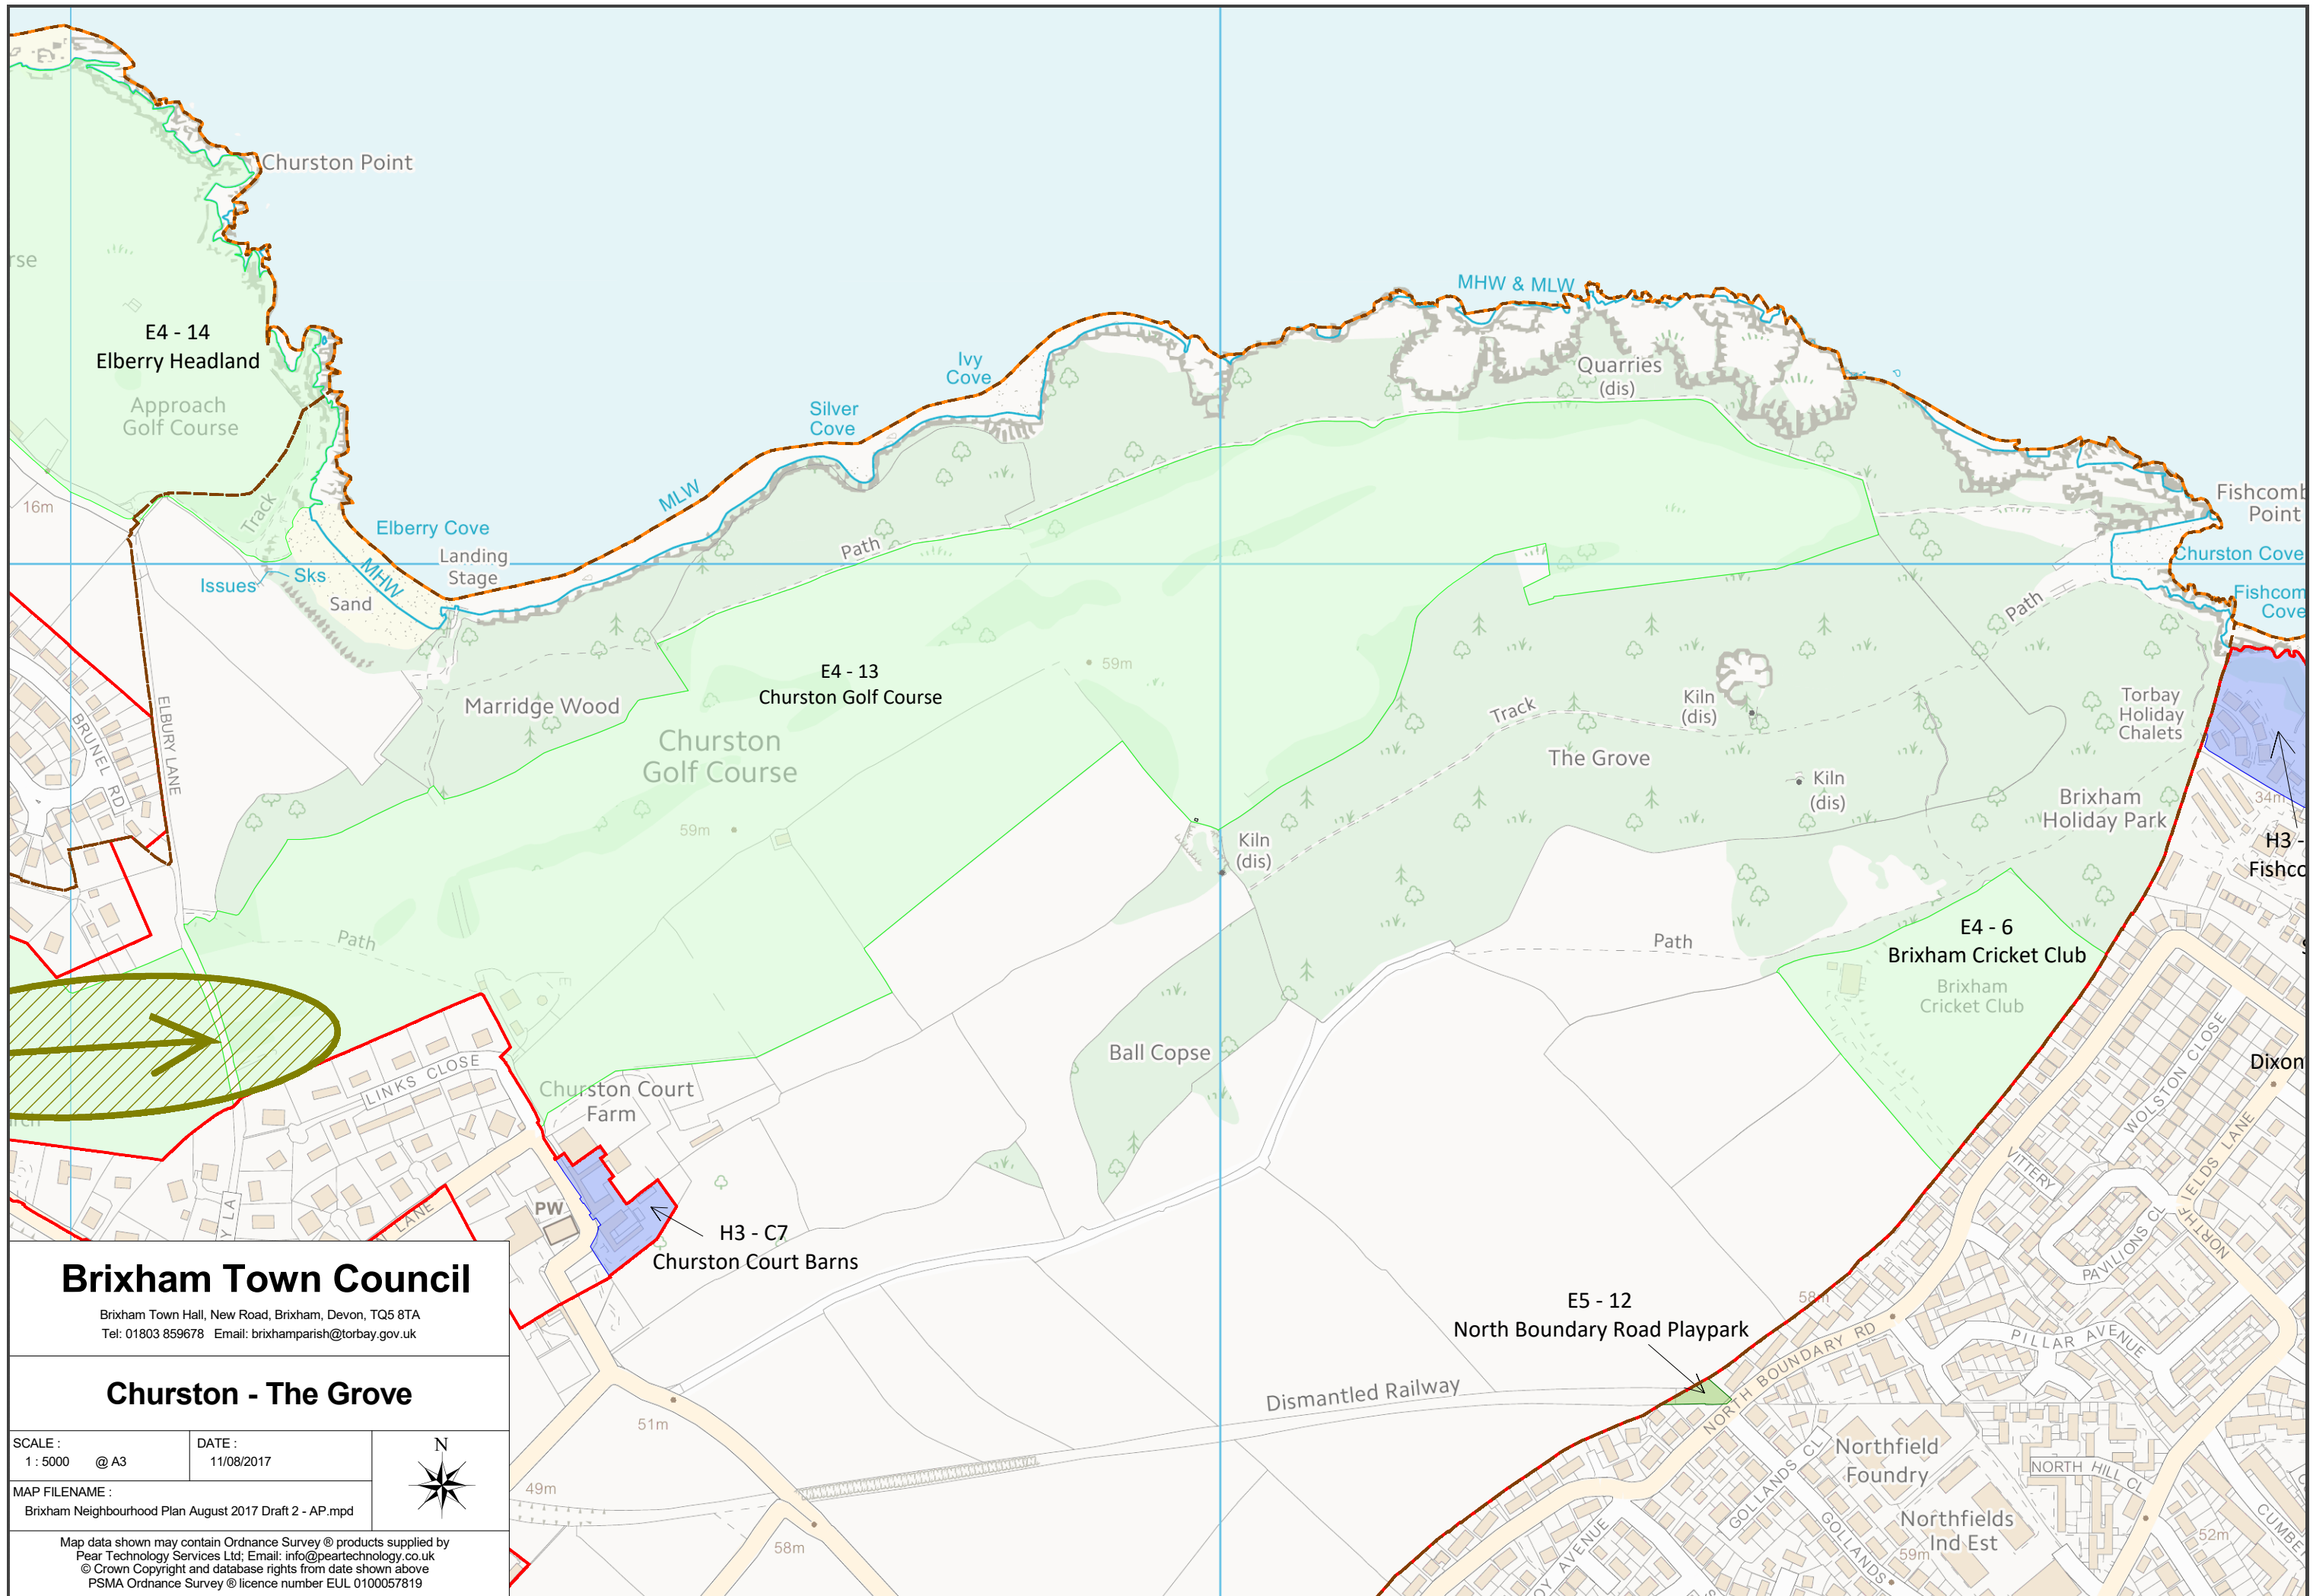 Churston Point
rse
E4 - 14
Elberry Headland
Approach
Golf Course
16m
Track
MHW & MLW
Quarries
(dis)
Ivy
Cove
Silver
Cove
MLW
Elberry Cove
Landing
Stage
MHW
Issues
Sks
Sand
Path
Fishcomb
Point
Churston Cove
Fishcom
Cove
Path
E4 - 13
Churston Golf Course
59m
Marridge Wood
Churston
Golf Course
59m
BRUNEL RD
ELBURY LANE
Kiln
(dis)
Track
The Grove
Kiln
(dis)
Kiln
(dis)
Torbay
Holiday
Chalets
Brixham
Holiday Park
34m
H3 -
Fishco
Path
Path
E4 - 6
Brixham Cricket Club
Brixham
Cricket Club
Ball Copse
LINKS CLOSE
Churston Court
Farm
Dixon
WOLSTON CLOSE
NORTHFIELDS LANE
VITTERY
PAVILIONS CL
NORTH
Y LA
LANE
PW
H3 - C7
Churston Court Barns
E5 - 12
North Boundary Road Playpark
58m
NORTH BOUNDARY RD
PILLAR AVENUE
Dismantled Railway
51m
49m
58m
Northfield
Foundry
NORTH HILL CL
GOLLANDS CL
GOLLANDS
Northfields
Ind Est
59m
52m
CUMBE
OY AVENUE
Brixham Town Council
Brixham Town Hall, New Road, Brixham, Devon, TQ5 8TA
Tel: 01803 859678 Email: brixhamparish@torbay.gov.uk
Churston - The Grove
SCALE :
1 : 5000 @ A3
DATE :
11/08/2017
N
MAP FILENAME :
Brixham Neighbourhood Plan August 2017 Draft 2 - AP.mpd
Map data shown may contain Ordnance Survey ® products supplied by
Pear Technology Services Ltd; Email: info@peartechnology.co.uk
© Crown Copyright and database rights from date shown above
PSMA Ordnance Survey ® licence number EUL 0100057819